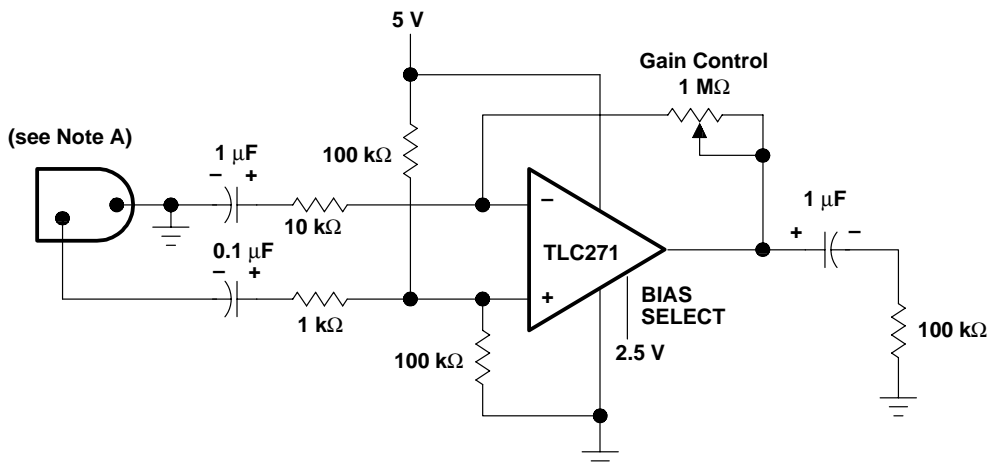 5 V
Gain Control
1 MΩ
(see Note A)
1 μF
100 kΩ
− +
1 μF
10 kΩ
−
+ −
TLC271
0.1 μF
− +
+
BIAS
SELECT
1 kΩ
100 kΩ
2.5 V
100 kΩ